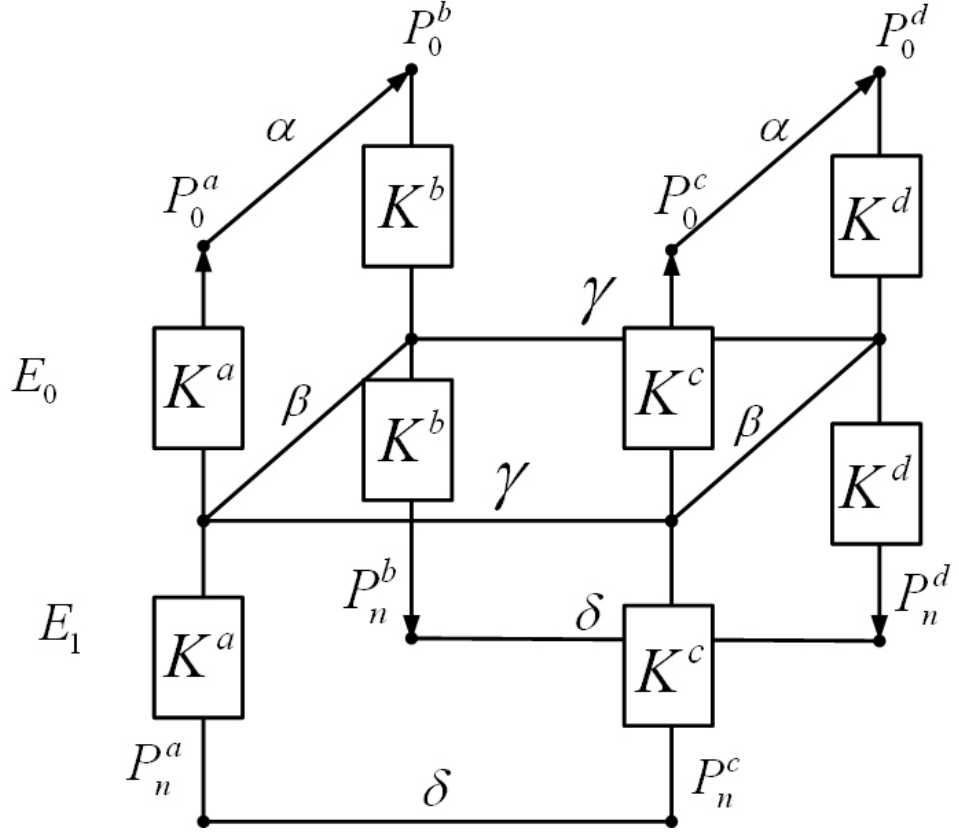 P_0^b P_0^d
α α
P_0^a K^b P_0^c K^d
γ
E_0 K^a β K^b K^c β K^d
γ
P_n^b P_n^d
E_1 K^a δ K^c
P_n^a P_n^c
δ